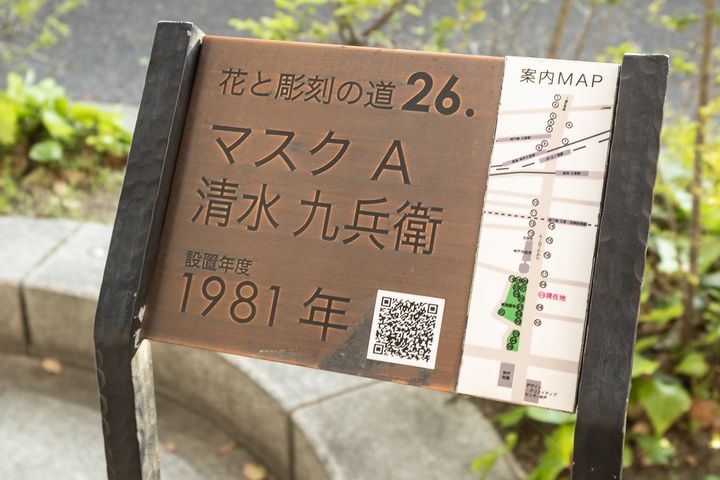 花と彫刻の道 26.
マスク A
清水 九兵衛
設置年度
1981 年
案内MAP
現在地